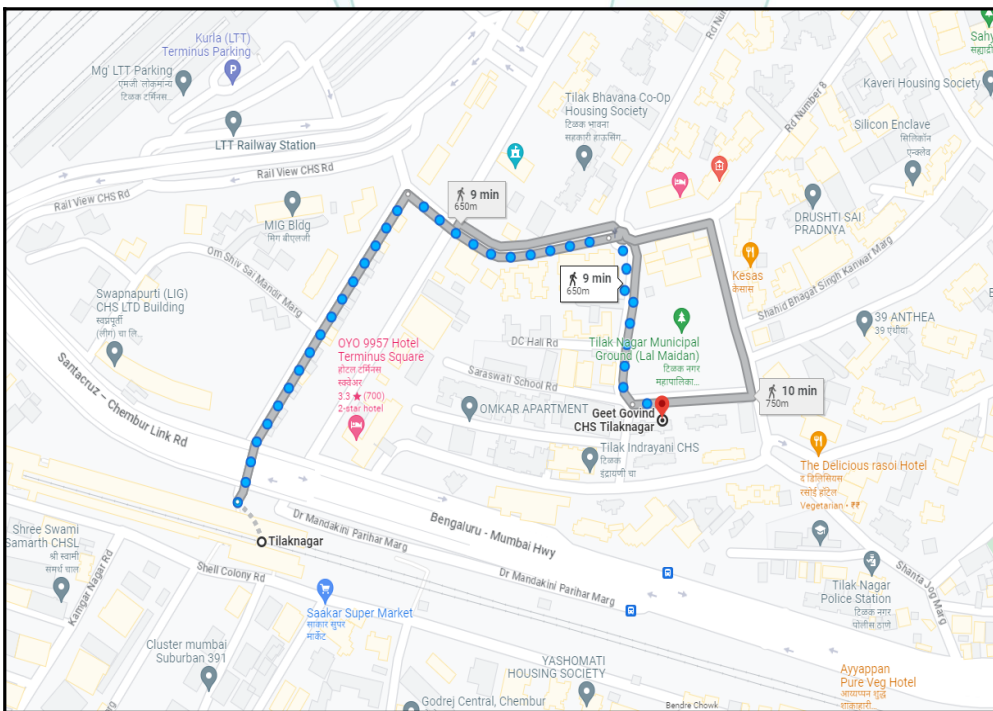 Kurla (LTT)
Terminus Parking
P
Mg' LTT Parking
एमजी 'लोकमान्य
टिळक टर्मिनस...
LTT Railway Station
Rail View CHS Rd
Rail View CHS Rd
MIG Bldg
मिग बीएलजी
Om Shiv Sai Mandir Marg
Swapnapurti (LIG)
CHS LTD Building
स्वप्नपूर्ती
(लीग) चा लि.
Santacruz - Chembur Link Rd
9 min
650m
9 min
650m
10 min
750m
Tilak Bhavana Co-Op
Housing Society
टिळक भावना
सहकारी हाऊसिंग...
Rd Number 8
Kaveri Housing Society
Silicon Enclave
सिलिकॉन
एन्क्लेव
DRUSHTI SAI
PRADNYA
Kesas
केसास
Shahid Bhagat Singh Kanwar Marg
39 ANTHEA
39 एंथीया
OYO 9957 Hotel
Terminus Square
होटल टर्मिनस
स्क्वेअर
3.3 ★ (700)
2-star hotel
DC Hall Rd
Saraswati School Rd
Tilak Nagar Municipal
Ground (Lal Maidan)
टिळक नगर
महापालिका...
OMKAR APARTMENT
Geet Govind
CHS Tilaknagar
Tilak Indrayani CHS
टिळक
इंद्रायणी चा
The Delicious rasoi Hotel
द डिलिसियस
रसोई हॉटेल
Vegetarian • ₹₹
Tilaknagar
Dr Mandakini Parihar Marg
Bengaluru - Mumbai Hwy
Dr Mandakini Parihar Marg
Shree Swami
Samarth CHSL
श्री स्वामी
समर्थ चाल
Kamgar Nagar Rd
Shell Colony Rd
Saakar Super Market
साकार सुपर
मार्केट
Tilak Nagar
Police Station
टिळक नगर
पोलीस ठाणे
Shanta Jog Marg
Cluster mumbai
Suburban 391
YASHOMATI
HOUSING SOCIETY
Godrej Central, Chembur
Bendre Chowk
Ayyappan
Pure Veg Hotel